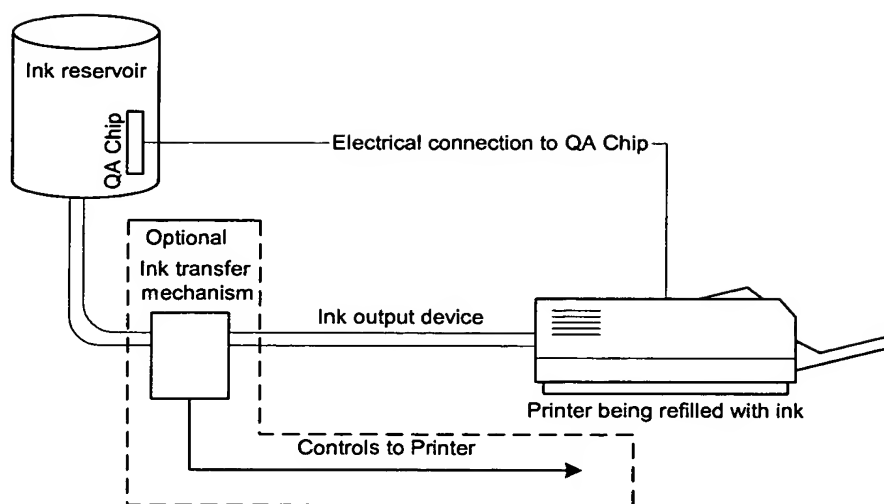 Ink reservoir
QA Chip
Electrical connection to QA Chip
Optional
Ink transfer
mechanism
Ink output device
Printer being refilled with ink
Controls to Printer